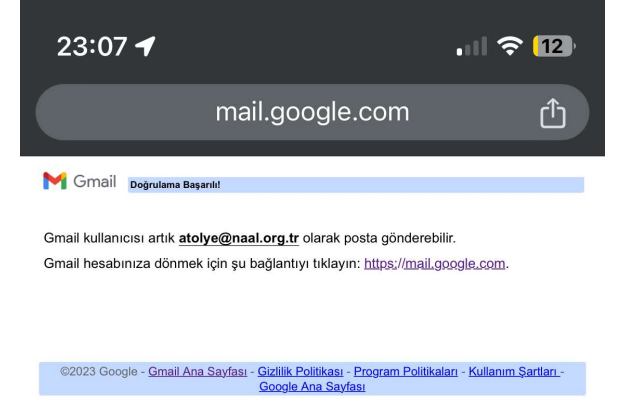 23:07
12
mail.google.com
Gmail Doğrulama Başarılı!
Gmail kullanıcısı artık atolye@naal.org.tr olarak posta gönderebilir.
Gmail hesabınıza dönmek için şu bağlantıyı tıklayın: https://mail.google.com.
©2023 Google - Gmail Ana Sayfası - Gizlilik Politikası - Program Politikaları - Kullanım Şartları -
Google Ana Sayfası